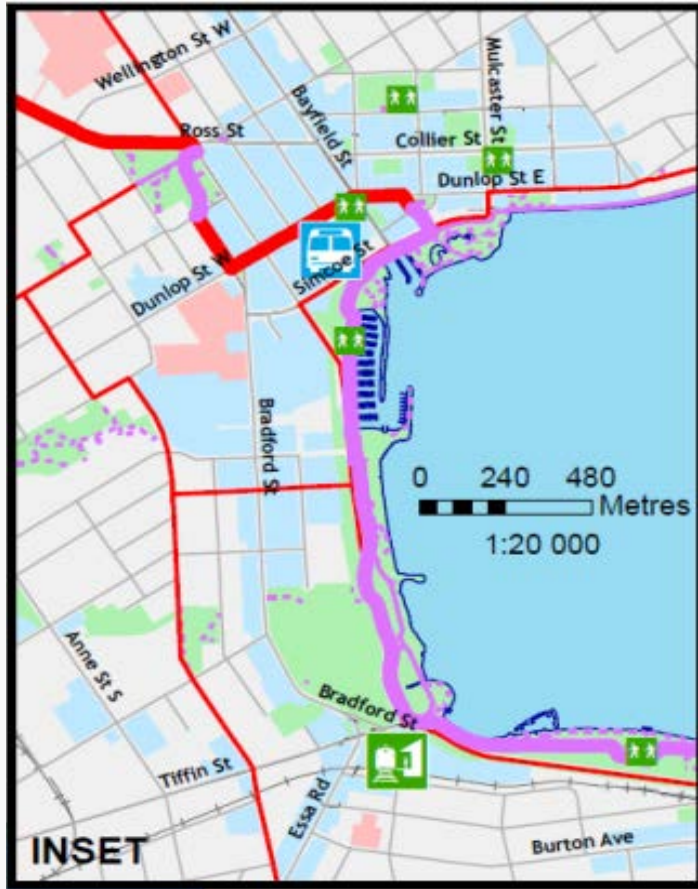 Wellington St W
Mulcaster St
Bayfield St
Ross St
Collier St
Dunlop St E
Simcoe St
Dunlop St W
Bradford St
0 240 480
Metres
1:20 000
Anne St S
Bradford St
Tiffin St
Essa Rd
Burton Ave
INSET